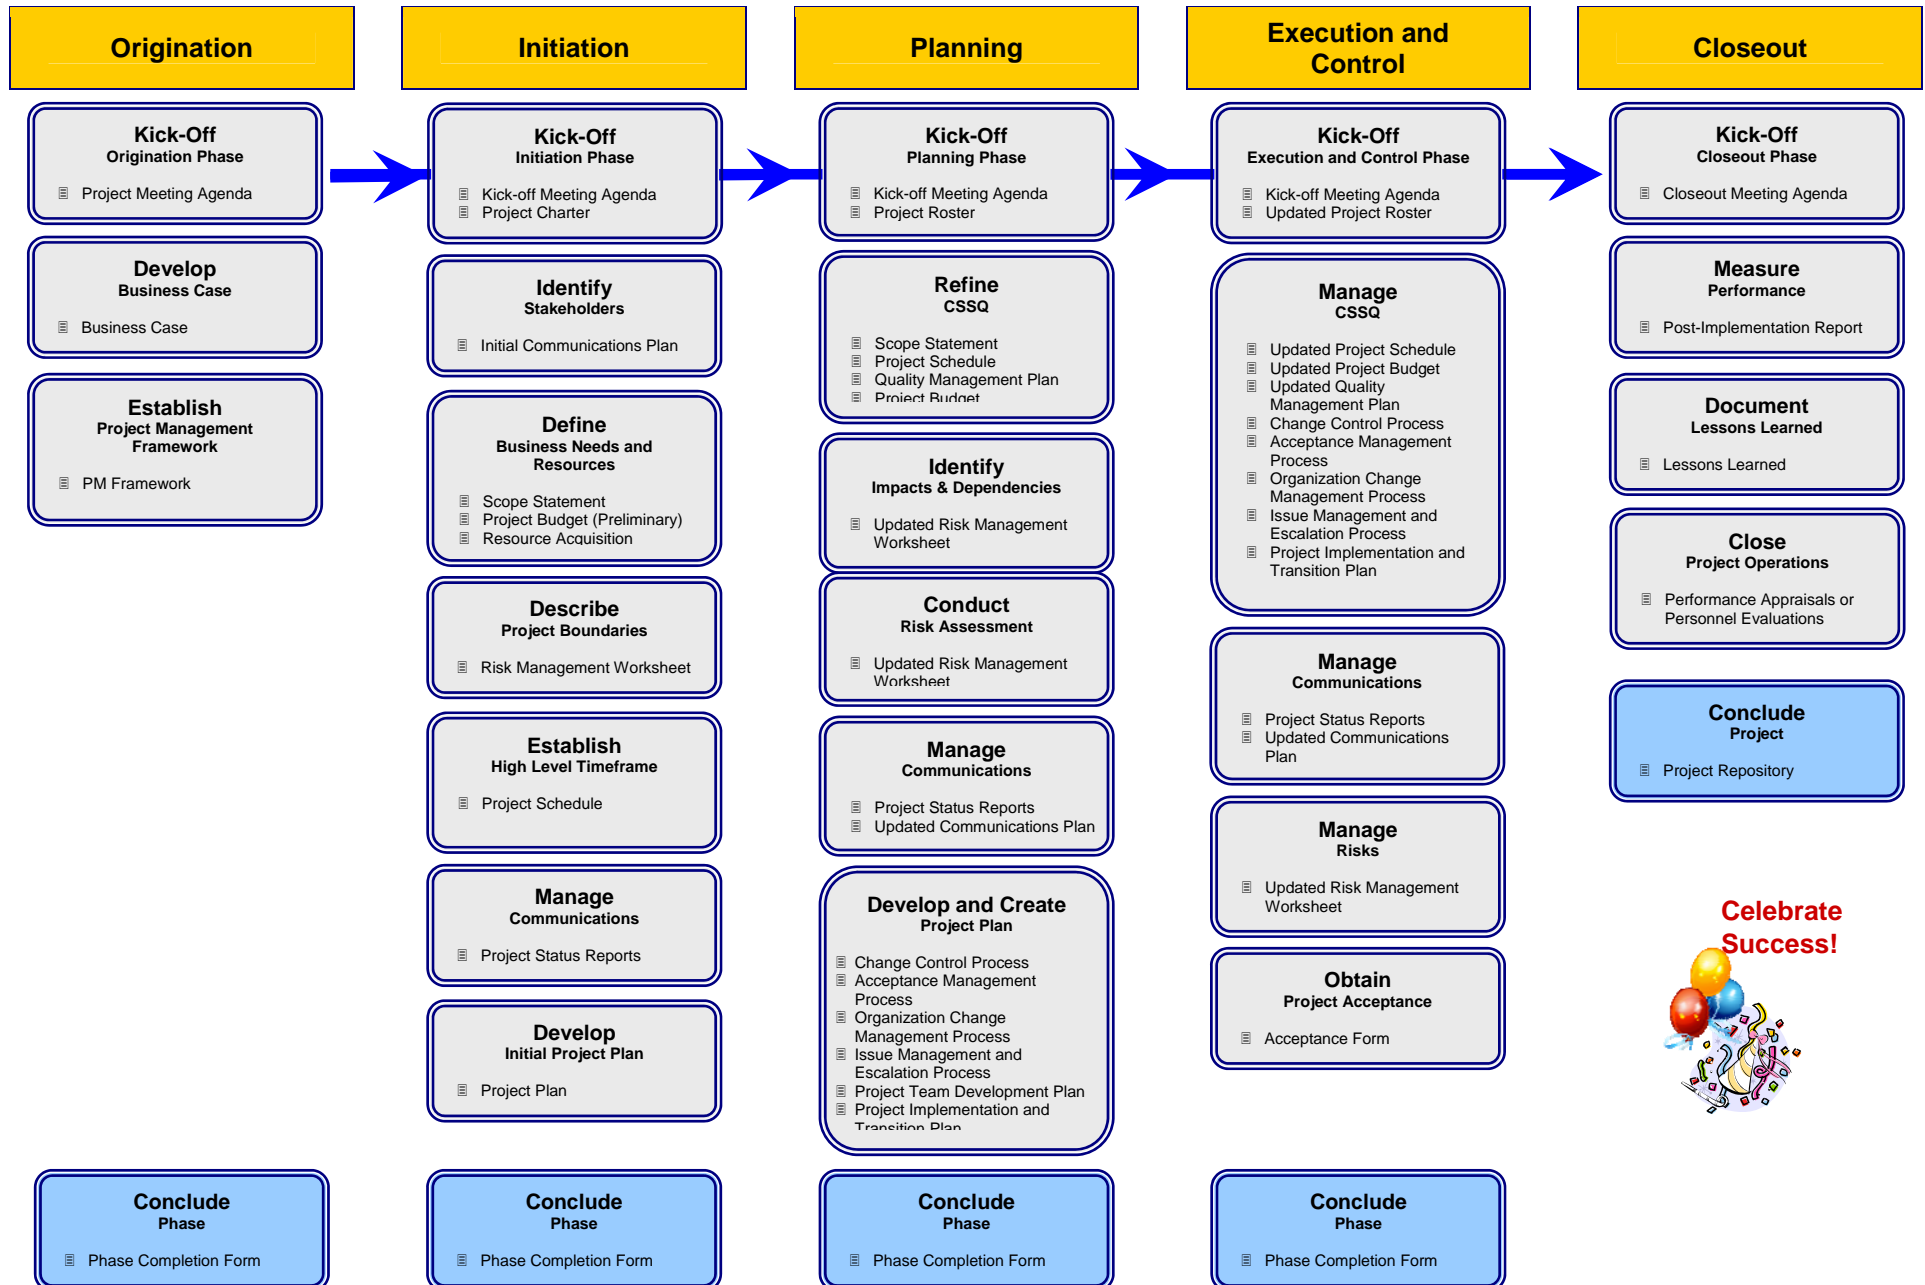 Origination
Kick-Off
Origination Phase
Project Meeting Agenda
Develop
Business Case
Business Case
Establish
Project Management
Framework
PM Framework
Conclude
Phase
Phase Completion Form
Initiation
Kick-Off
Initiation Phase
Kick-off Meeting Agenda
Project Charter
Identify
Stakeholders
Initial Communications Plan
Define
Business Needs and
Resources
Scope Statement
Project Budget (Preliminary)
Resource Acquisition
Describe
Project Boundaries
Risk Management Worksheet
Establish
High Level Timeframe
Project Schedule
Manage
Communications
Project Status Reports
Develop
Initial Project Plan
Project Plan
Conclude
Phase
Phase Completion Form
Planning
Kick-Off
Planning Phase
Kick-off Meeting Agenda
Project Roster
Refine
CSSQ
Scope Statement
Project Schedule
Quality Management Plan
Project Budget
Identify
Impacts & Dependencies
Updated Risk Management
Worksheet
Conduct
Risk Assessment
Updated Risk Management
Worksheet
Manage
Communications
Project Status Reports
Updated Communications Plan
Develop and Create
Project Plan
Change Control Process
Acceptance Management
Process
Organization Change
Management Process
Issue Management and
Escalation Process
Project Team Development Plan
Project Implementation and
Transition Plan
Conclude
Phase
Phase Completion Form
Execution and
Control
Kick-Off
Execution and Control Phase
Kick-off Meeting Agenda
Updated Project Roster
Manage
CSSQ
Updated Project Schedule
Updated Project Budget
Updated Quality
Management Plan
Change Control Process
Acceptance Management
Process
Organization Change
Management Process
Issue Management and
Escalation Process
Project Implementation and
Transition Plan
Manage
Communications
Project Status Reports
Updated Communications
Plan
Manage
Risks
Updated Risk Management
Worksheet
Obtain
Project Acceptance
Acceptance Form
Conclude
Phase
Phase Completion Form
Closeout
Kick-Off
Closeout Phase
Closeout Meeting Agenda
Measure
Performance
Post-Implementation Report
Document
Lessons Learned
Lessons Learned
Close
Project Operations
Performance Appraisals or
Personnel Evaluations
Conclude
Project
Project Repository
Celebrate
Success!